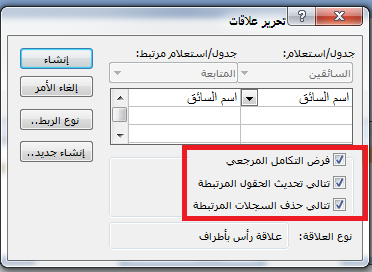 تحرير علاقات
جدول/استعلام: جدول/استعلام مرتبط:
السائقين المتابعة
اسم السائق اسم السائق
إنشاء
إلغاء الأمر
نوع الربط..
إنشاء جديد..
فرض التكامل المرجعي
تتالي تحديث الحقول المرتبطة
تتالي حذف السجلات المرتبطة
نوع العلاقة: علاقة رأس بأطراف